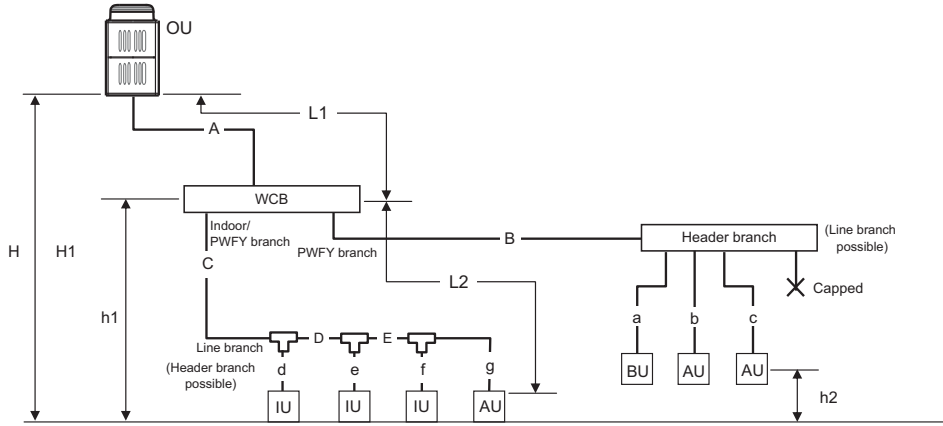 OU
L1
A
WCB
Indoor/
PWFY branch
PWFY branch
B
Header branch
(Line branch
possible)
H
H1
C
L2
Capped
h1
a
b
c
D
E
Line branch
(Header branch
possible)
d
e
f
g
BU
AU
AU
h2
IU
IU
IU
AU